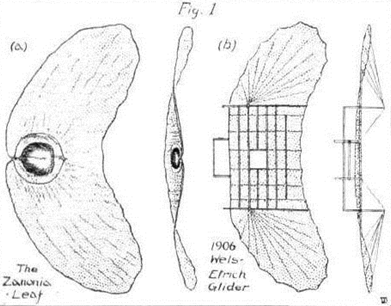 Fig. 1
(a)
(b)
The
Zanonia
-Leaf-
1906
Wels-
Etrich
Glider